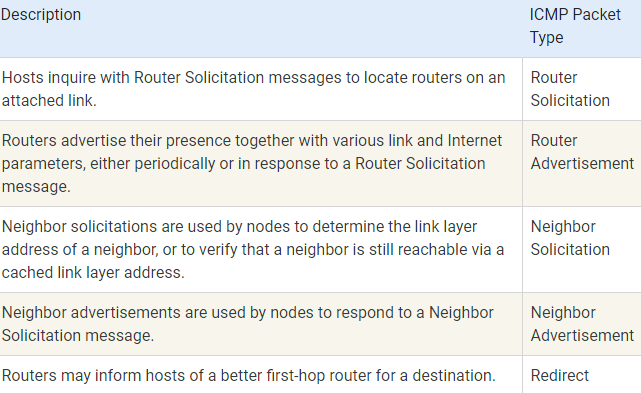 Description
ICMP Packet
Type
Hosts inquire with Router Solicitation messages to locate routers on an
attached link.
Router
Solicitation
Routers advertise their presence together with various link and Internet
parameters, either periodically or in response to a Router Solicitation
message.
Router
Advertisement
Neighbor solicitations are used by nodes to determine the link layer
address of a neighbor, or to verify that a neighbor is still reachable via a
cached link layer address.
Neighbor
Solicitation
Neighbor advertisements are used by nodes to respond to a Neighbor
Solicitation message.
Neighbor
Advertisement
Routers may inform hosts of a better first-hop router for a destination.
Redirect